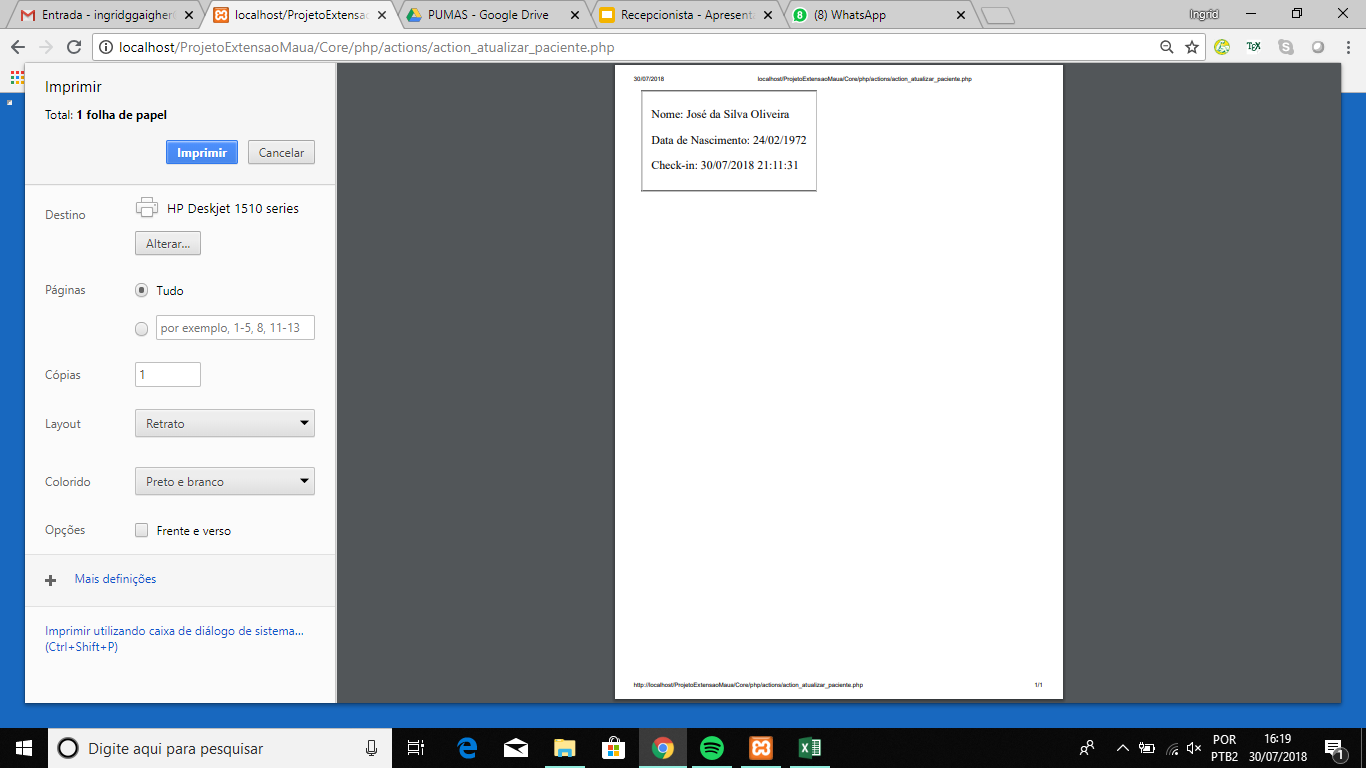 Entrada - ingridggaigher
localhost/ProjetoExtensao
PUMAS - Google Drive
Recepcionista - Apresent
(8) WhatsApp
Ingrid
localhost/ProjetoExtensaoMaua/Core/php/actions/action_atualizar_paciente.php
TEX
Imprimir
Total: 1 folha de papel
Imprimir
Cancelar
Destino
HP Deskjet 1510 series
Alterar...
Páginas
Tudo
por exemplo, 1-5, 8, 11-13
Cópias
1
Layout
Retrato
Colorido
Preto e branco
Opções
Frente e verso
Mais definições
Imprimir utilizando caixa de diálogo de sistema...
(Ctrl+Shift+P)
30/07/2018
localhost/ProjetoExtensaoMaua/Core/php/actions/action_atualizar_paciente.php
Nome: José da Silva Oliveira
Data de Nascimento: 24/02/1972
Check-in: 30/07/2018 21:11:31
http://localhost/ProjetoExtensaoMaua/Core/php/actions/action_atualizar_paciente.php
1/1
Digite aqui para pesquisar
POR
PTB2
16:19
30/07/2018
1